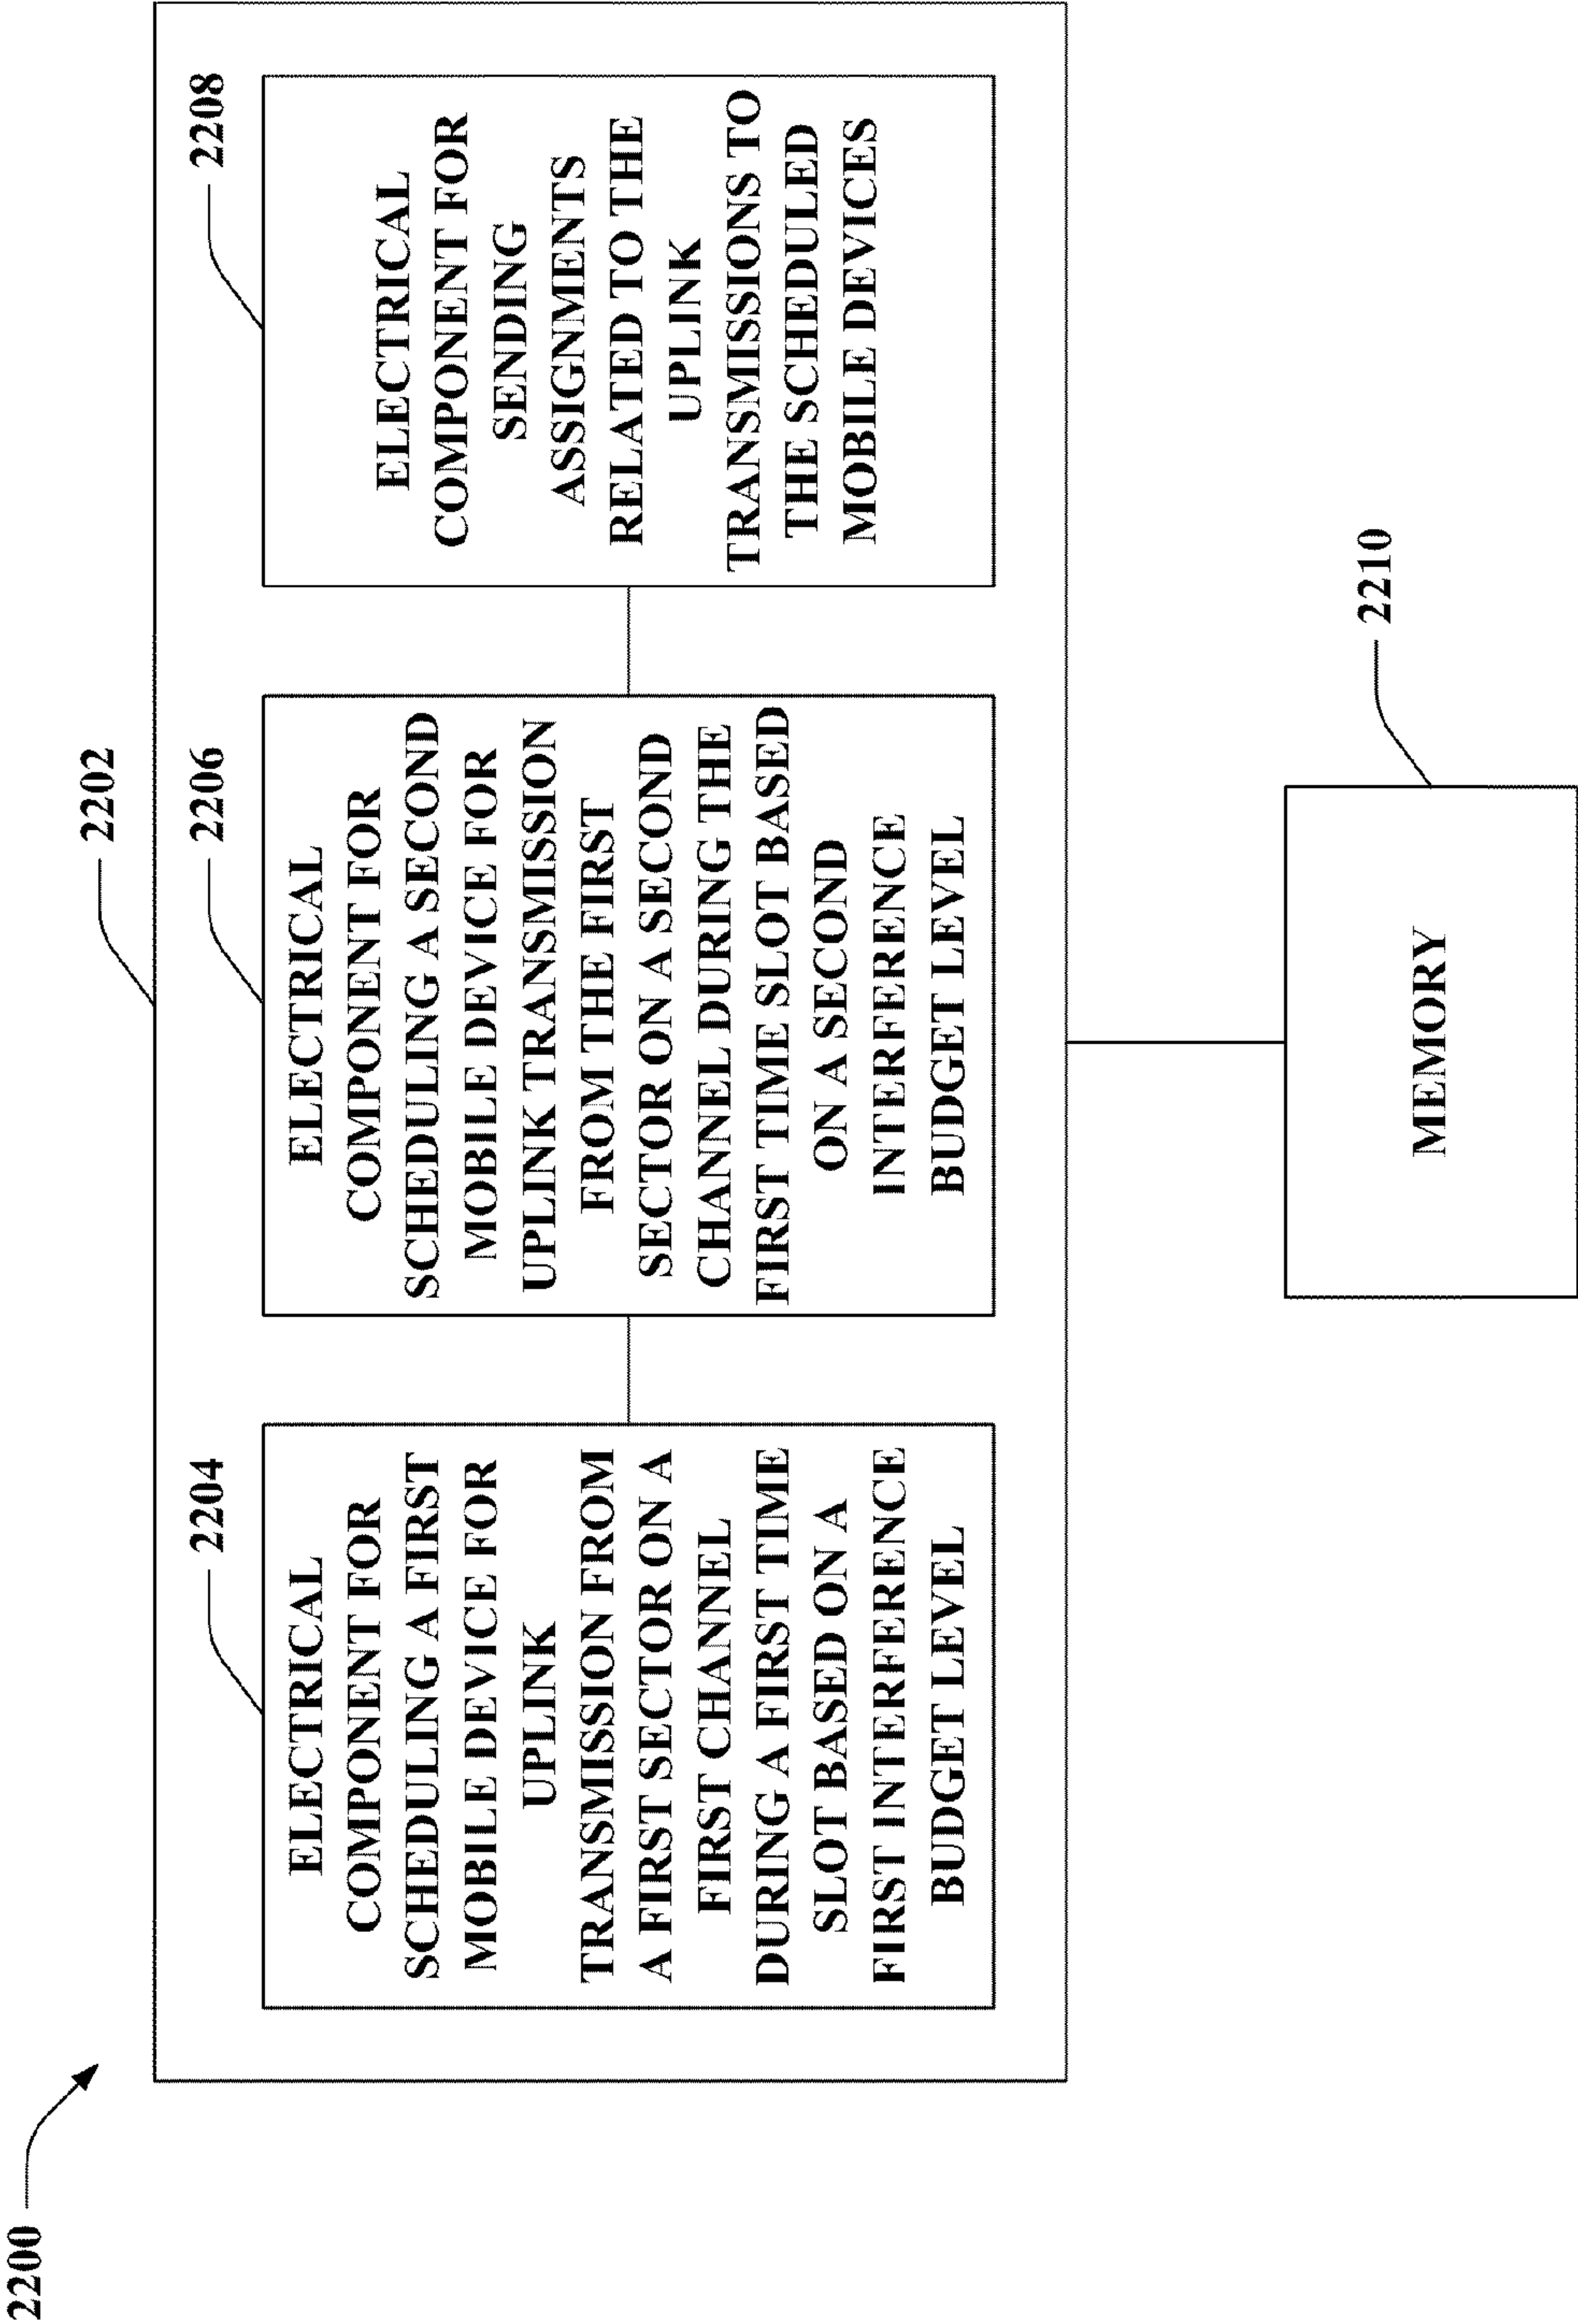 2200
2202
2204
ELECTRICAL
COMPONENT FOR
SCHEDULING A FIRST
MOBILE DEVICE FOR
UPLINK
TRANSMISSION FROM
A FIRST SECTOR ON A
FIRST CHANNEL
DURING A FIRST TIME
SLOT BASED ON A
FIRST INTERFERENCE
BUDGET LEVEL
2206
ELECTRICAL
COMPONENT FOR
SCHEDULING A SECOND
MOBILE DEVICE FOR
UPLINK TRANSMISSION
FROM THE FIRST
SECTOR ON A SECOND
CHANNEL DURING THE
FIRST TIME SLOT BASED
ON A SECOND
INTERFERENCE
BUDGET LEVEL
2208
ELECTRICAL
COMPONENT FOR
SENDING
ASSIGNMENTS
RELATED TO THE
UPLINK
TRANSMISSIONS TO
THE SCHEDULED
MOBILE DEVICES
2210
MEMORY